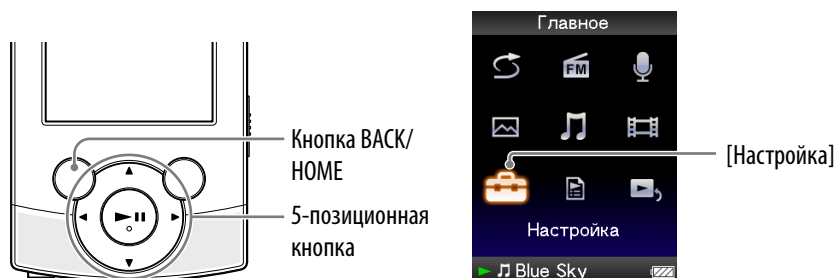 Кнопка BACK/
HOME
5-позиционная
кнопка
Главное
FM
Настройка
Blue Sky
[Настройка]